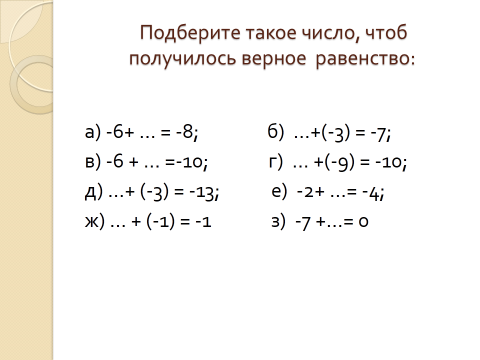 Подберите такое число, чтоб
получилось верное равенство:
а) -6+ … = -8; б) …+(-3) = -7;
в) -6 + … =-10; г) … +(-9) = -10;
д) …+ (-3) = -13; е) -2+ …= -4;
ж) … + (-1) = -1 з) -7 +…= 0